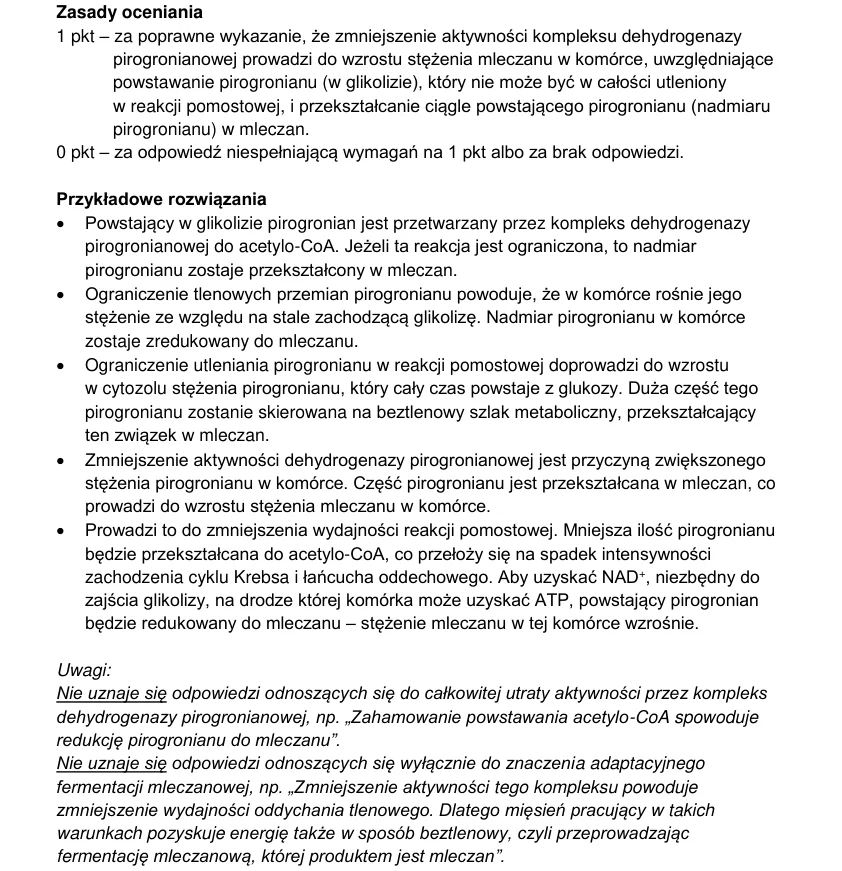 Zasady oceniania
1 pkt – za poprawne wykazanie, że zmniejszenie aktywności kompleksu dehydrogenazy
pirogronianowej prowadzi do wzrostu stężenia mleczanu w komórce, uwzględniające
powstawanie pirogronianu (w glikolizie), który nie może być w całości utleniony
w reakcji pomostowej, i przekształcanie ciągle powstającego pirogronianu (nadmiaru
pirogronianu) w mleczan.
0 pkt – za odpowiedź niespełniającą wymagań na 1 pkt albo za brak odpowiedzi.
Przykładowe rozwiązania
• Powstający w glikolizie pirogronian jest przetwarzany przez kompleks dehydrogenazy
pirogronianowej do acetylo-CoA. Jeżeli ta reakcja jest ograniczona, to nadmiar
pirogronianu zostaje przekształcony w mleczan.
• Ograniczenie tlenowych przemian pirogronianu powoduje, że w komórce rośnie jego
stężenie ze względu na stale zachodzącą glikolizę. Nadmiar pirogronianu w komórce
zostaje zredukowany do mleczanu.
• Ograniczenie utleniania pirogronianu w reakcji pomostowej doprowadzi do wzrostu
w cytozolu stężenia pirogronianu, który cały czas powstaje z glukozy. Duża część tego
pirogronianu zostanie skierowana na beztlenowy szlak metaboliczny, przekształcający
ten związek w mleczan.
• Zmniejszenie aktywności dehydrogenazy pirogronianowej jest przyczyną zwiększonego
stężenia pirogronianu w komórce. Część pirogronianu jest przekształcana w mleczan, co
prowadzi do wzrostu stężenia mleczanu w komórce.
• Prowadzi to do zmniejszenia wydajności reakcji pomostowej. Mniejsza ilość pirogronianu
będzie przekształcana do acetylo-CoA, co przełoży się na spadek intensywności
zachodzenia cyklu Krebsa i łańcucha oddechowego. Aby uzyskać NAD⁺, niezbędny do
zajścia glikolizy, na drodze której komórka może uzyskać ATP, powstający pirogronian
będzie redukowany do mleczanu – stężenie mleczanu w tej komórce wzrośnie.
Uwagi:
Nie uznaje się odpowiedzi odnoszących się do całkowitej utraty aktywności przez kompleks
dehydrogenazy pirogronianowej, np. „Zahamowanie powstawania acetylo-CoA spowoduje
redukcję pirogronianu do mleczanu”.
Nie uznaje się odpowiedzi odnoszących się wyłącznie do znaczenia adaptacyjnego
fermentacji mleczanowej, np. „Zmniejszenie aktywności tego kompleksu powoduje
zmniejszenie wydajności oddychania tlenowego. Dlatego mięsień pracujący w takich
warunkach pozyskuje energię także w sposób beztlenowy, czyli przeprowadzając
fermentację mleczanową, której produktem jest mleczan”.